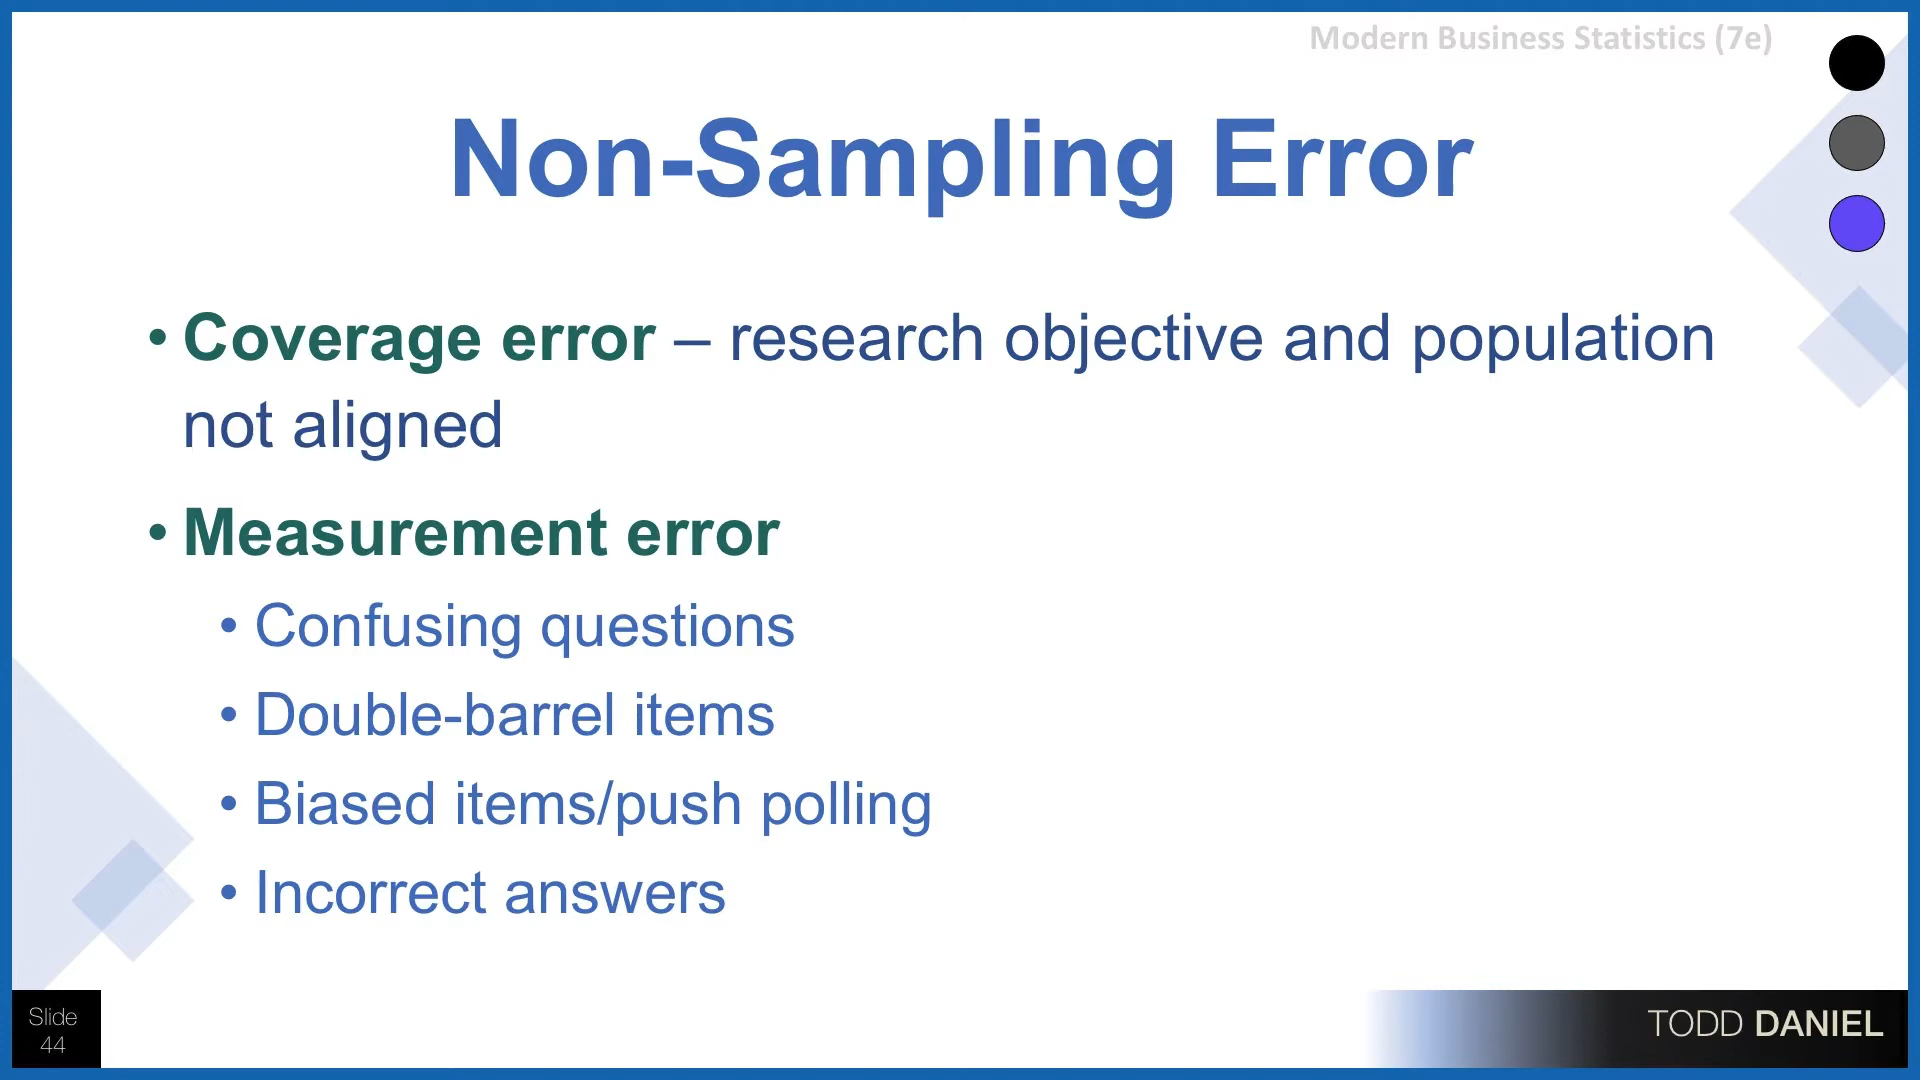 Modern Business Statistics (7e)
Non-Sampling Error
• Coverage error – research objective and population
not aligned
• Measurement error
• Confusing questions
• Double-barrel items
• Biased items/push polling
• Incorrect answers
Slide
44
TODD DANIEL